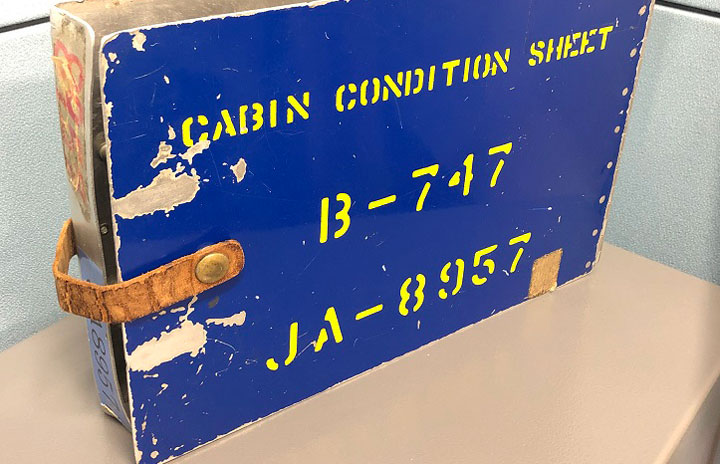 CABIN CONDITION SHEET
B-747
JA-8957